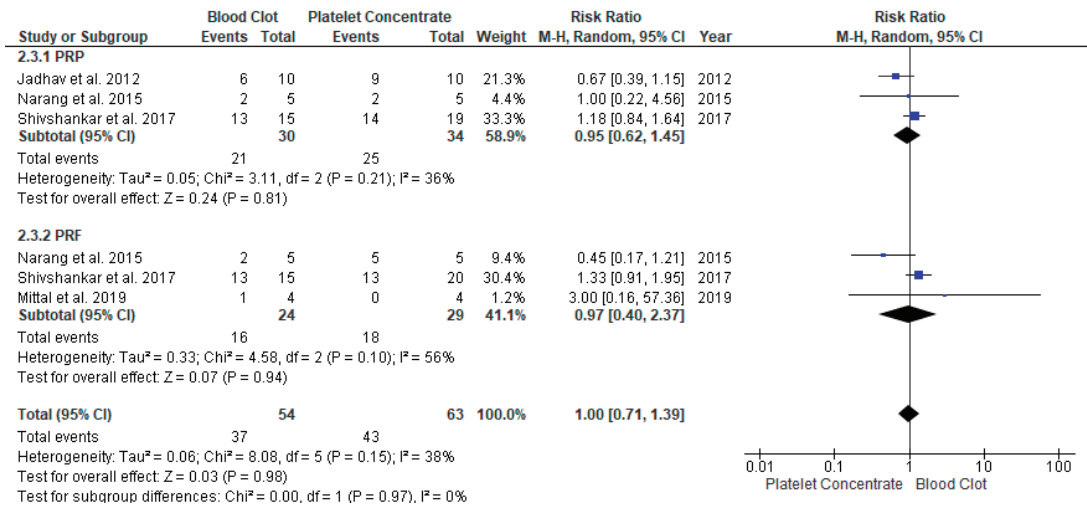 Blood Clot Platelet Concentrate Risk Ratio Risk Ratio
Study or Subgroup Events Total Events Total Weight M-H, Random, 95% CI Year M-H, Random, 95% CI
2.3.1 PRP
Jadhav et al. 2012 6 10 9 10 21.3% 0.67 [0.39, 1.15] 2012
Narang et al. 2015 2 5 2 5 4.4% 1.00 [0.22, 4.56] 2015
Shivshankar et al. 2017 13 15 14 19 33.3% 1.18 [0.84, 1.64] 2017
Subtotal (95% CI) 30 34 58.9% 0.95 [0.62, 1.45]
Total events 21 25
Heterogeneity: Tau² = 0.05; Chi² = 3.11, df = 2 (P = 0.21); I² = 36%
Test for overall effect: Z = 0.24 (P = 0.81)
2.3.2 PRF
Narang et al. 2015 2 5 5 5 9.4% 0.45 [0.17, 1.21] 2015
Shivshankar et al. 2017 13 15 13 20 30.4% 1.33 [0.91, 1.95] 2017
Mittal et al. 2019 1 4 0 4 1.2% 3.00 [0.16, 57.36] 2019
Subtotal (95% CI) 24 29 41.1% 0.97 [0.40, 2.37]
Total events 16 18
Heterogeneity: Tau² = 0.33; Chi² = 4.58, df = 2 (P = 0.10); I² = 56%
Test for overall effect: Z = 0.07 (P = 0.94)
Total (95% CI) 54 63 100.0% 1.00 [0.71, 1.39]
Total events 37 43
Heterogeneity: Tau² = 0.06; Chi² = 8.08, df = 5 (P = 0.15); I² = 38%
Test for overall effect: Z = 0.03 (P = 0.98)
Test for subgroup differences: Chi² = 0.00, df = 1 (P = 0.97), I² = 0%
0.01 0.1 1 10 100
Platelet Concentrate Blood Clot